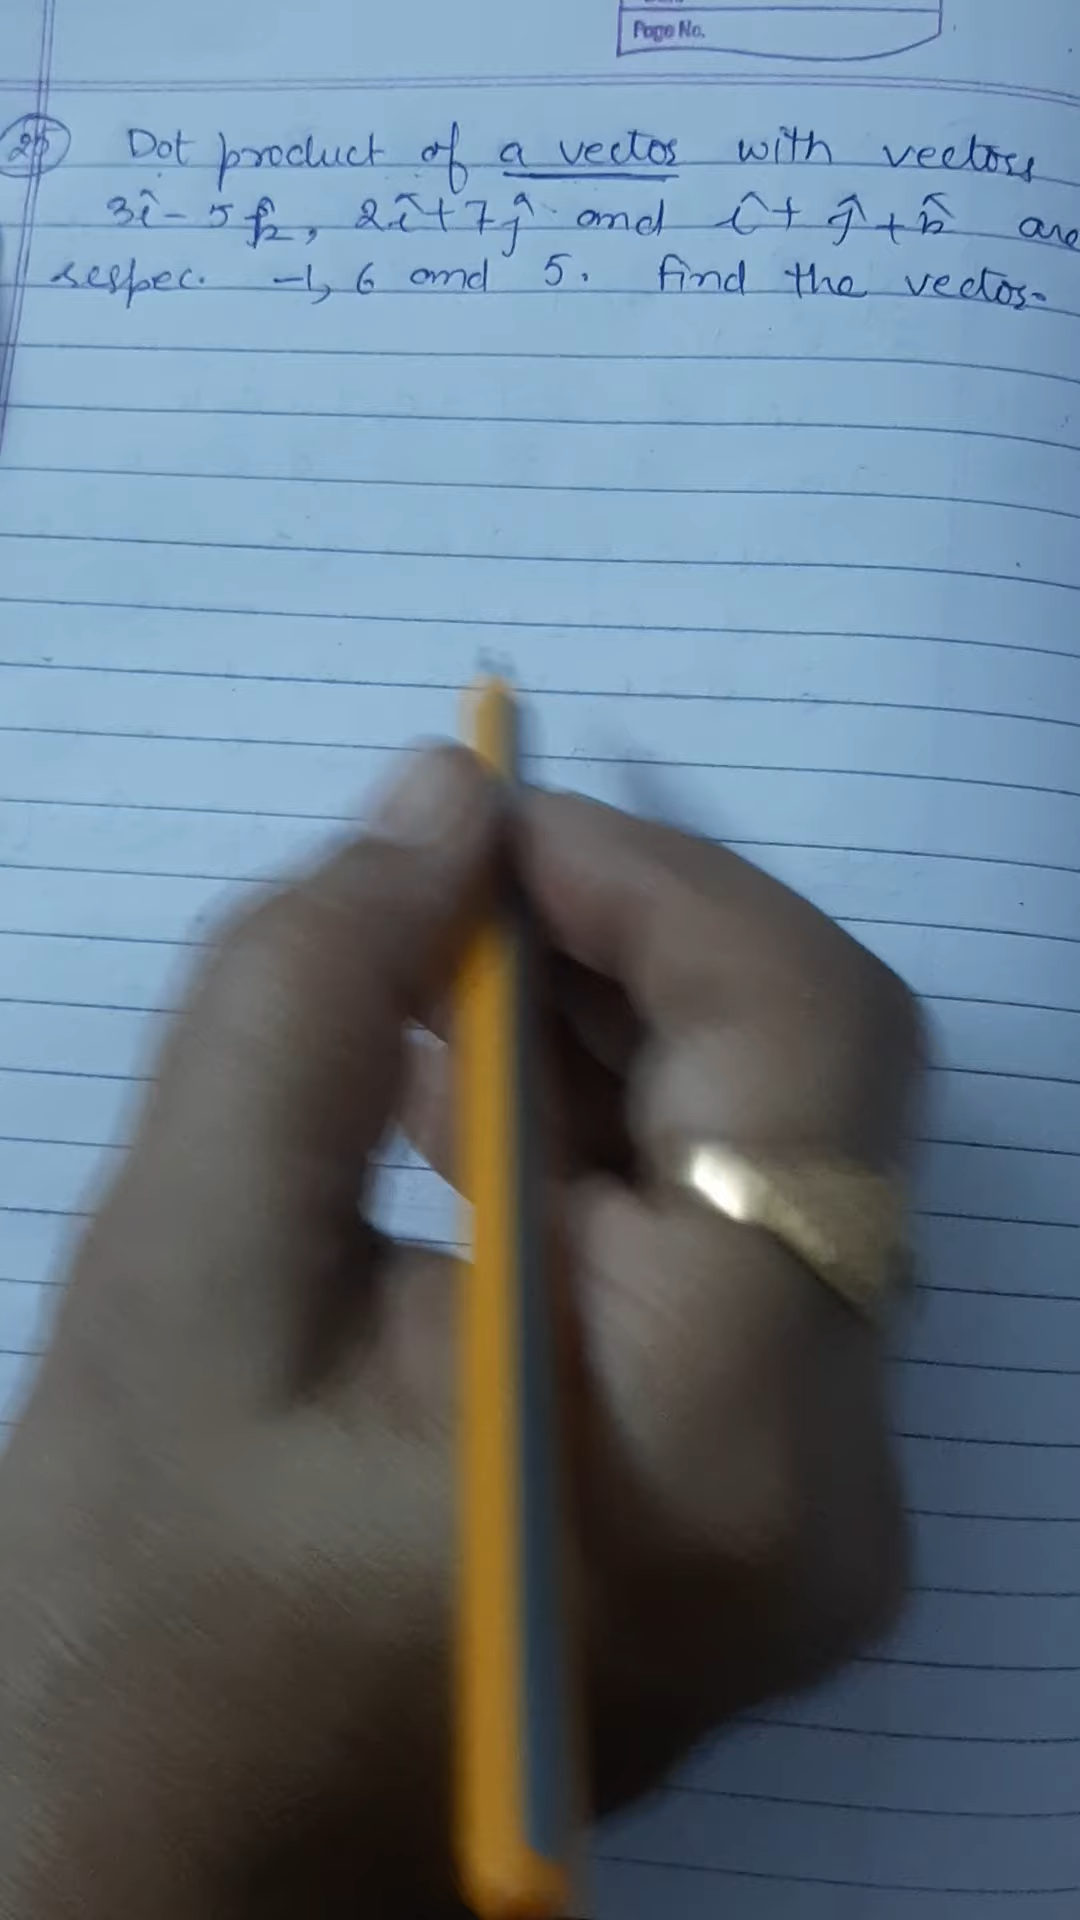 Page No.
25 Dot product of a vector with vectors
3î - 5k̂, 2î + 7ĵ and î + ĵ + k̂ are
respec. -1, 6 and 5. find the vector.